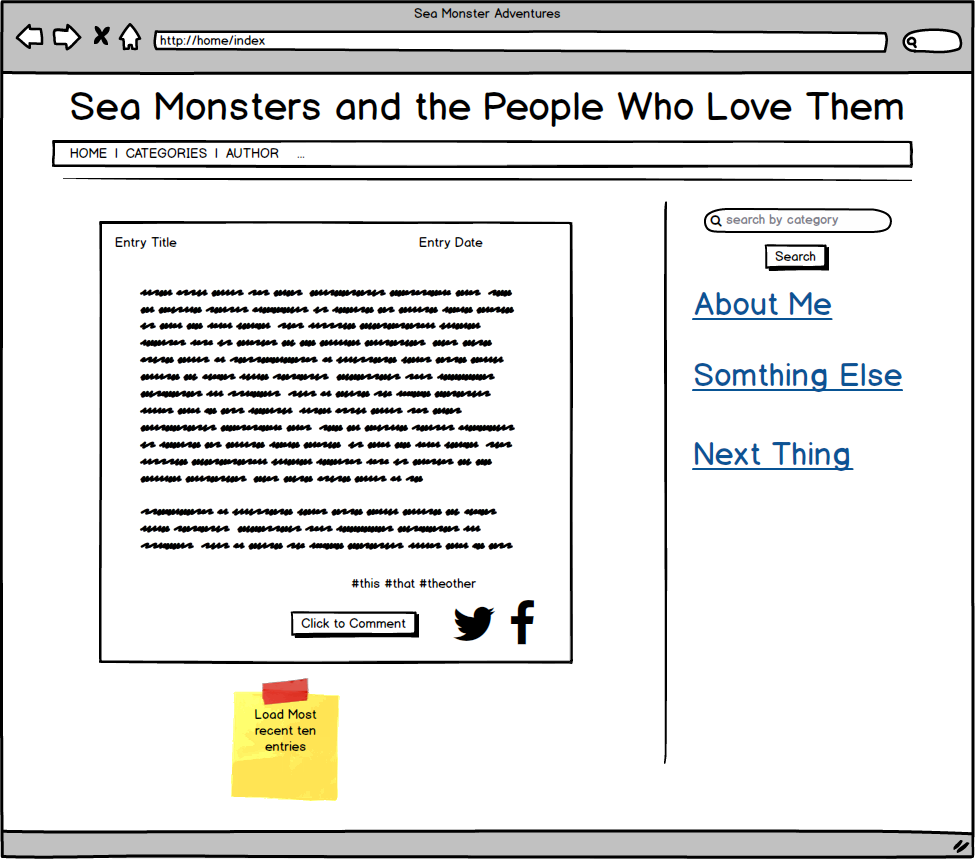 Sea Monster Adventures
http://home/index
Sea Monsters and the People Who Love Them
HOME | CATEGORIES | AUTHOR ...
search by category
Search
Entry Title Entry Date
About Me
Somthing Else
Next Thing
#this #that #theother
Click to Comment
Load Most
recent ten
entries